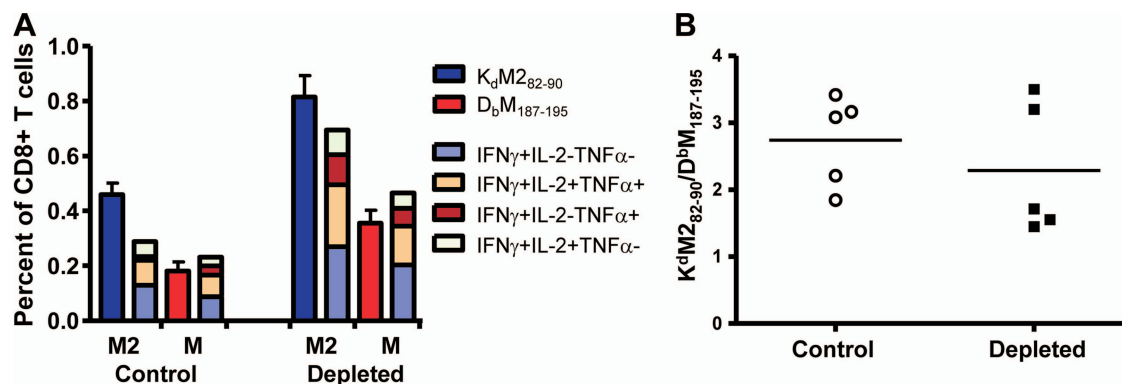 A
Percent of CD8+ T cells
1.0
0.8
0.6
0.4
0.2
0.0
M2 M M2 M
Control Depleted
KdM282-90
DbM187-195
IFNγ+IL-2-TNFα-
IFNγ+IL-2+TNFα+
IFNγ+IL-2-TNFα+
IFNγ+IL-2+TNFα-
B
KdM282-90/DbM187-195
4
3
2
1
0
Control Depleted